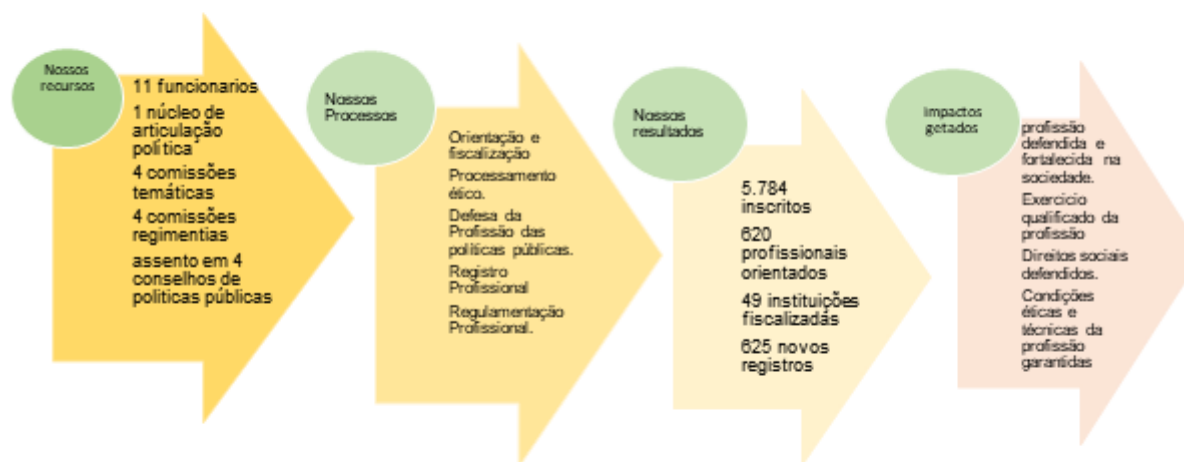 Nossos
recursos
11 funcionarios
1 núcleo de
articulação
política
4 comissões
temáticas
4 comissões
regimentias
assento em 4
conselhos de
politicas públicas
Nossos
Processos
Orientação e
fiscalização
Processamento
ético.
Defesa da
Profissão das
políticas públicas.
Registro
Profissional
Regulamentação
Profissional.
Nossos
resultados
5.784
inscritos
620
profissionais
orientados
49 instituições
fiscalizadas
625 novos
registros
Impactos
getados
profissão
defendida e
fortalecida na
sociedade.
Exercicio
qualificado da
profissão
Direitos sociais
defendidos.
Condições
éticas e
técnicas da
profissão
garantidas